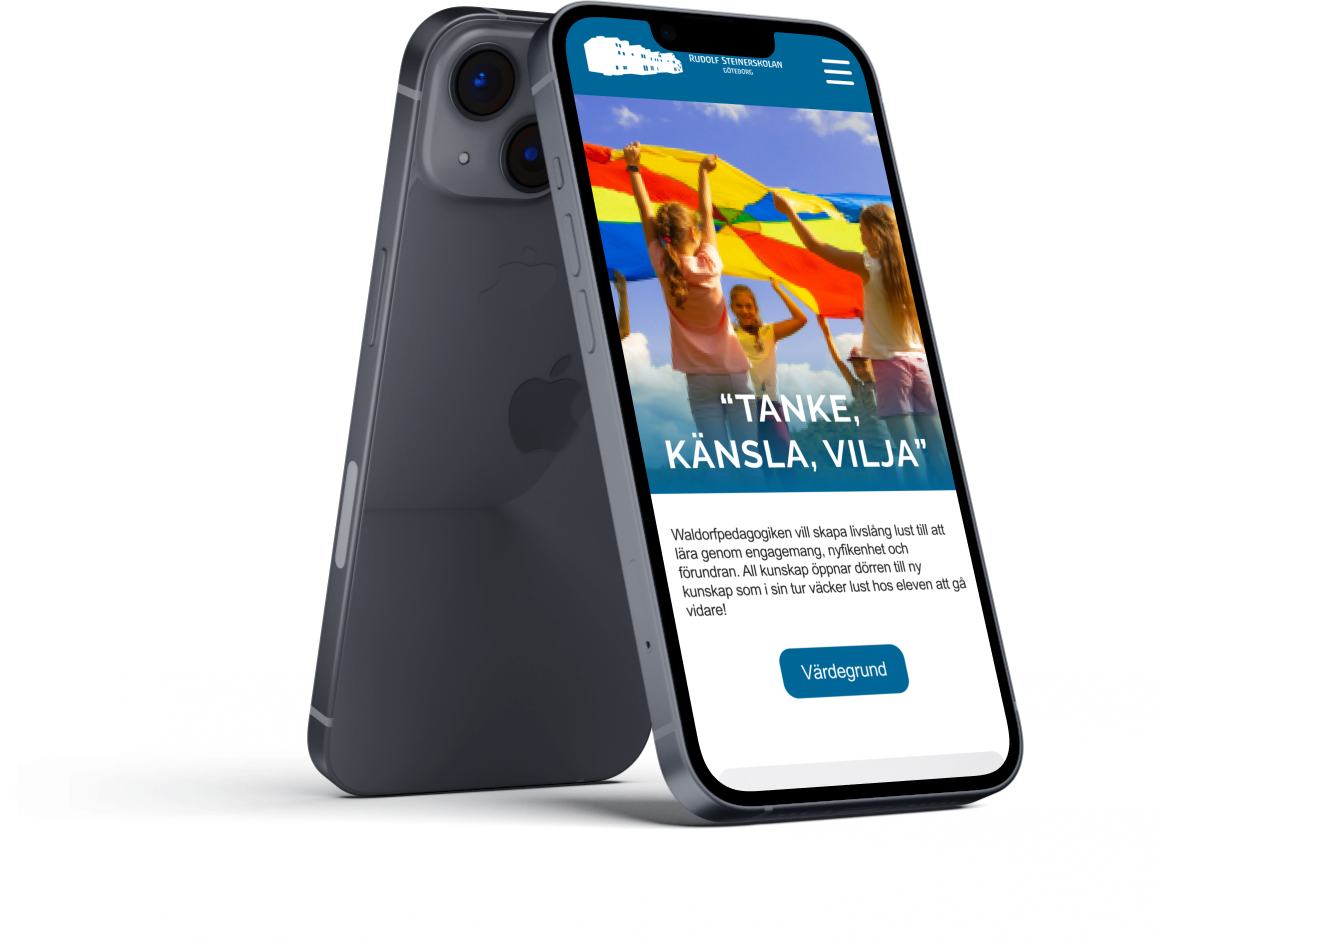 RUDOLF STEINERSKOLAN
GÖTEBORG
“TANKE,
KÄNSLA, VILJA”
Waldorfpedagogiken vill skapa livslång lust till att
lära genom engagemang, nyfikenhet och
förundran. All kunskap öppnar dörren till ny
kunskap som i sin tur väcker lust hos eleven att gå
vidare!
Värdegrund